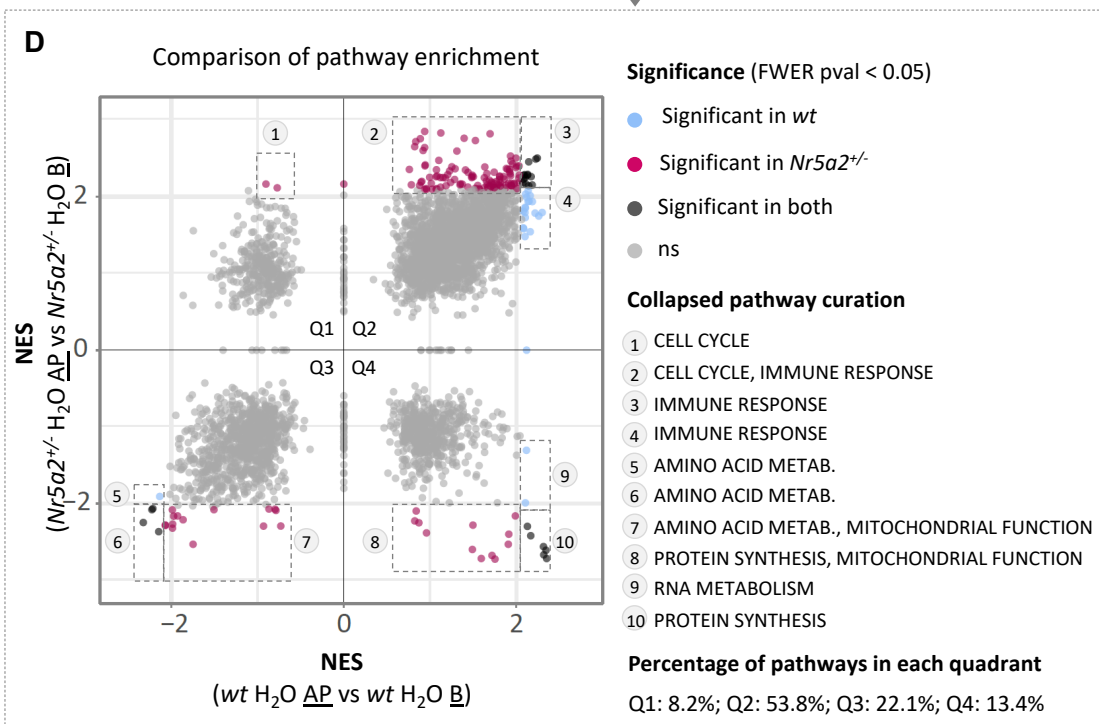 D
Comparison of pathway enrichment
NES
(Nr5a2+/- H2O AP vs Nr5a2+/- H2O B)
2
0
−2
1
2
3
4
Q1
Q2
Q3
Q4
5
6
7
8
9
10
−2
0
2
NES
(wt H2O AP vs wt H2O B)
Significance (FWER pval < 0.05)
Significant in wt
Significant in Nr5a2+/-
Significant in both
ns
Collapsed pathway curation
1 CELL CYCLE
2 CELL CYCLE, IMMUNE RESPONSE
3 IMMUNE RESPONSE
4 IMMUNE RESPONSE
5 AMINO ACID METAB.
6 AMINO ACID METAB.
7 AMINO ACID METAB., MITOCHONDRIAL FUNCTION
8 PROTEIN SYNTHESIS, MITOCHONDRIAL FUNCTION
9 RNA METABOLISM
10 PROTEIN SYNTHESIS
Percentage of pathways in each quadrant
Q1: 8.2%; Q2: 53.8%; Q3: 22.1%; Q4: 13.4%